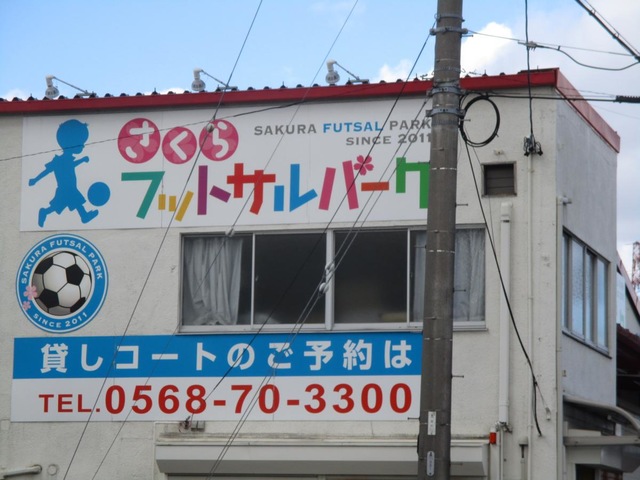 さくら
SAKURA FUTSAL PARK
SINCE 2011
フットサルパーク
SAKURA FUTSAL PARK
SINCE 2011
貸しコートのご予約は
TEL.0568-70-3300